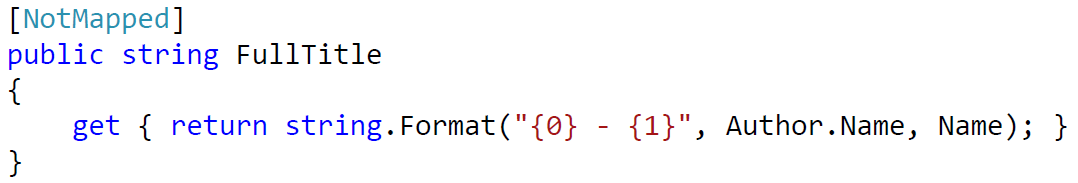 [NotMapped]
public string FullTitle
{
    get { return string.Format("{0} - {1}", Author.Name, Name); }
}